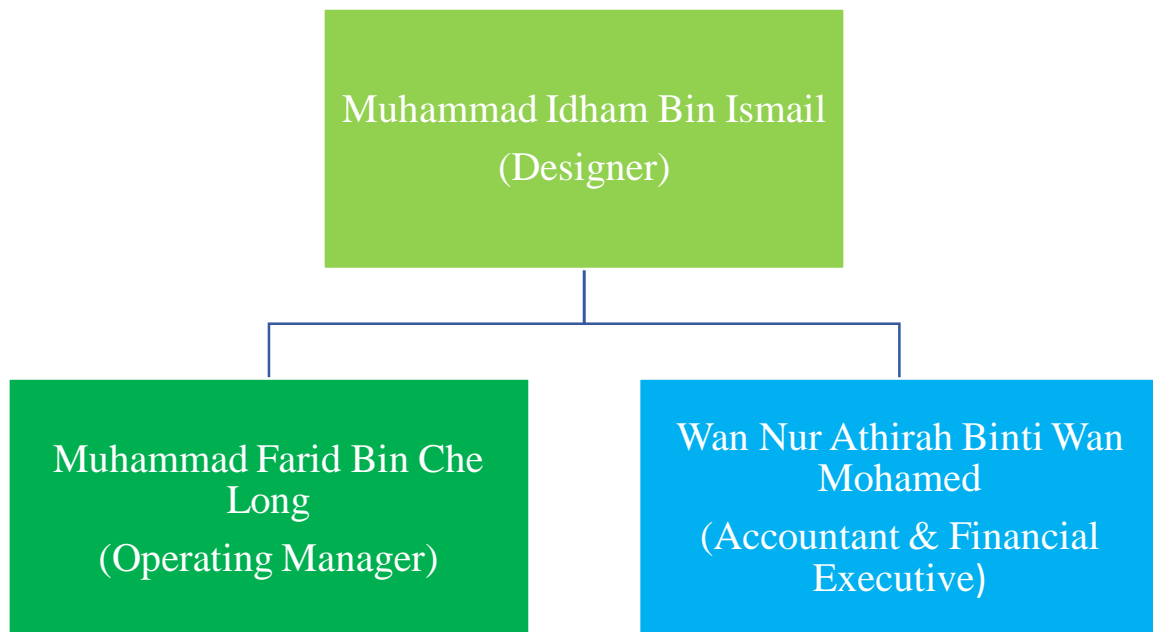 Muhammad Idham Bin Ismail
(Designer)
Muhammad Farid Bin Che
Long
(Operating Manager)
Wan Nur Athirah Binti Wan
Mohamed
(Accountant & Financial
Executive)